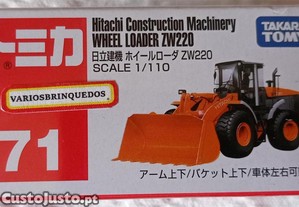 トミカ
Hitachi Construction Machinery
WHEEL LOADER ZW220
日立建機 ホイールローダ ZW220
SCALE 1/110
TAKARA
TOMY
VARIOSBRINQUEDOS
71
アーム上下/バケット上下/車体左右可
CustoJusto.pt